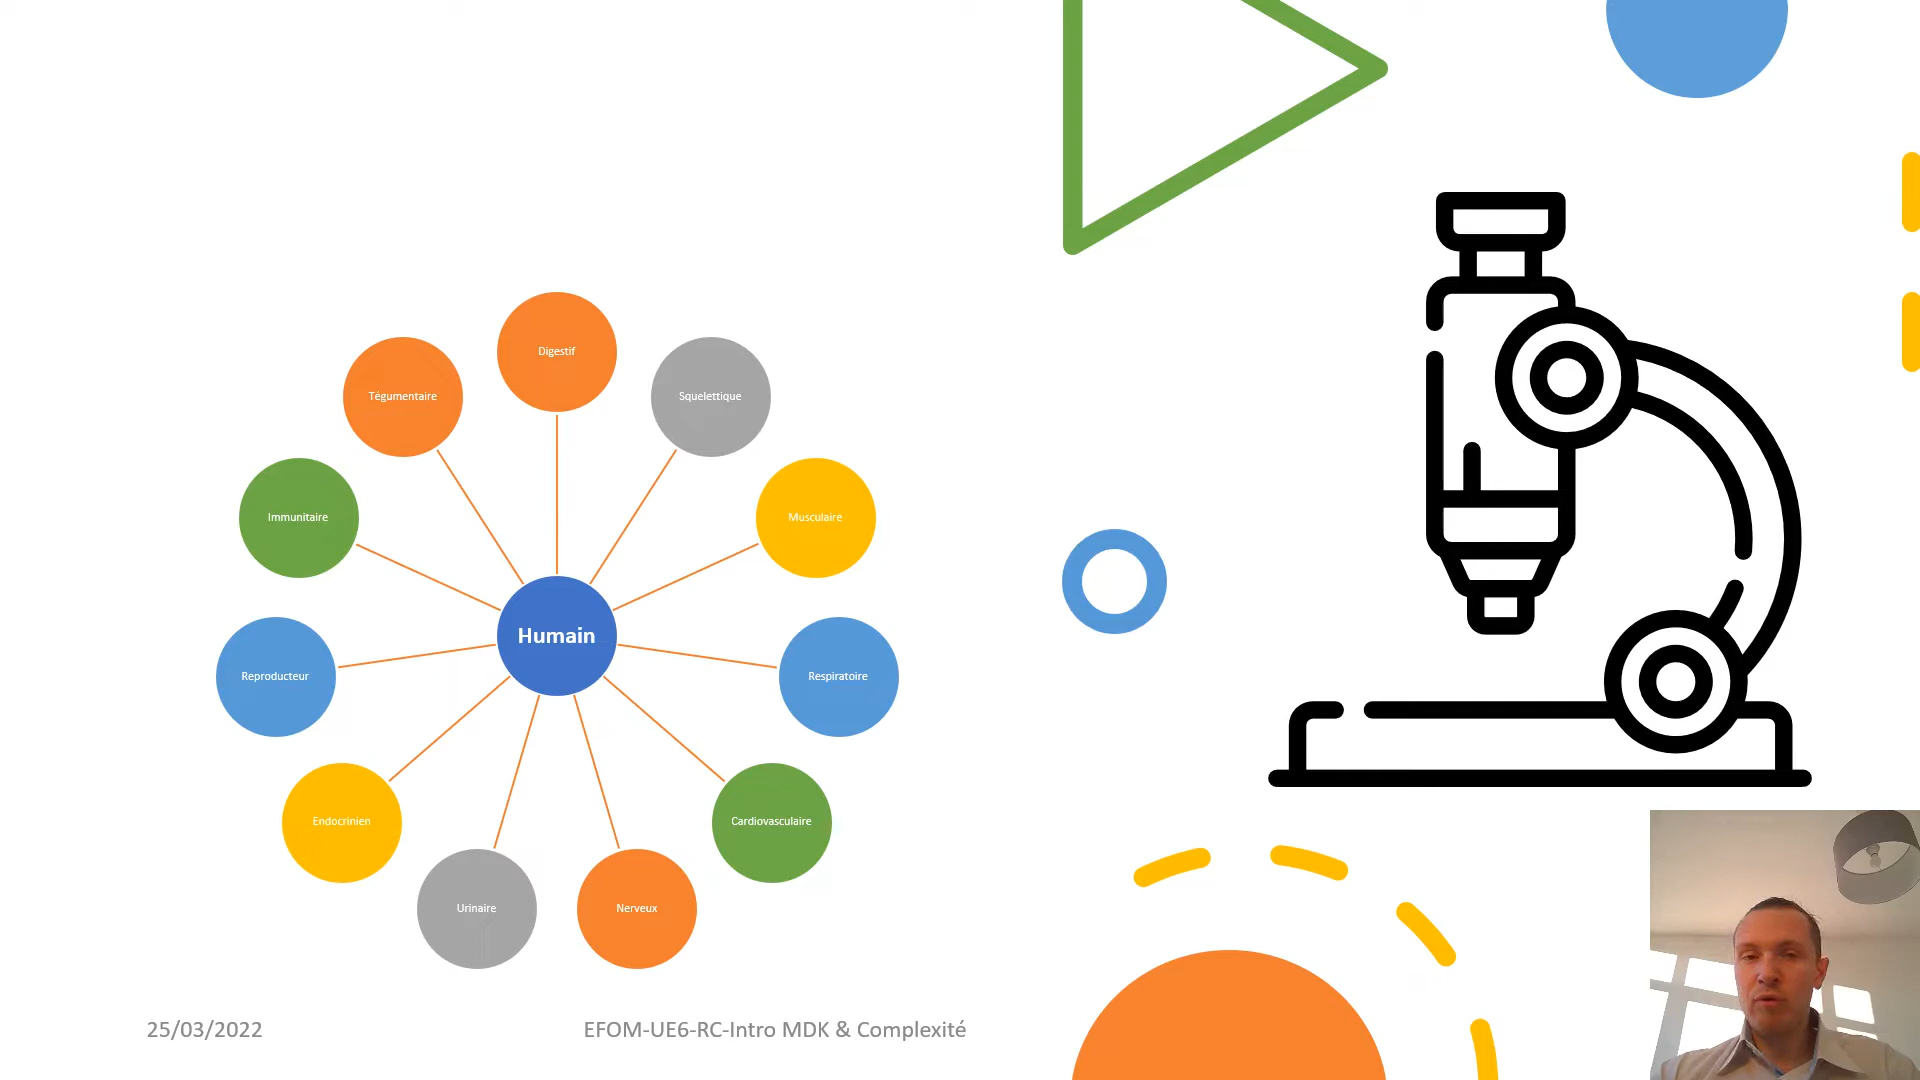 Digestif
Tégumentaire
Squelettique
Immunitaire
Musculaire
Humain
Reproducteur
Respiratoire
Endocrinien
Cardiovasculaire
Urinaire
Nerveux
25/03/2022
EFOM-UE6-RC-Intro MDK & Complexité